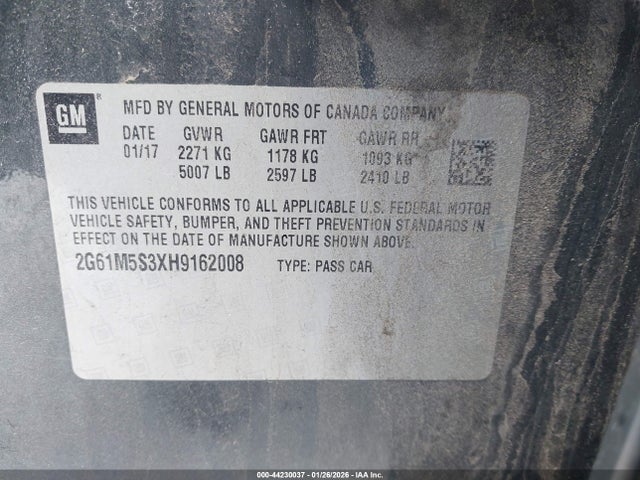 GM ®
MFD BY GENERAL MOTORS OF CANADA COMPANY
DATE GVWR GAWR FRT GAWR RR
01/17 2271 KG 1178 KG 1093 KG
5007 LB 2597 LB 2410 LB
THIS VEHICLE CONFORMS TO ALL APPLICABLE U.S. FEDERAL MOTOR
VEHICLE SAFETY, BUMPER, AND THEFT PREVENTION STANDARDS IN
EFFECT ON THE DATE OF MANUFACTURE SHOWN ABOVE.
2G61M5S3XH9162008 TYPE: PASS CAR
000-44230037 - 01/26/2026 - IAA Inc.